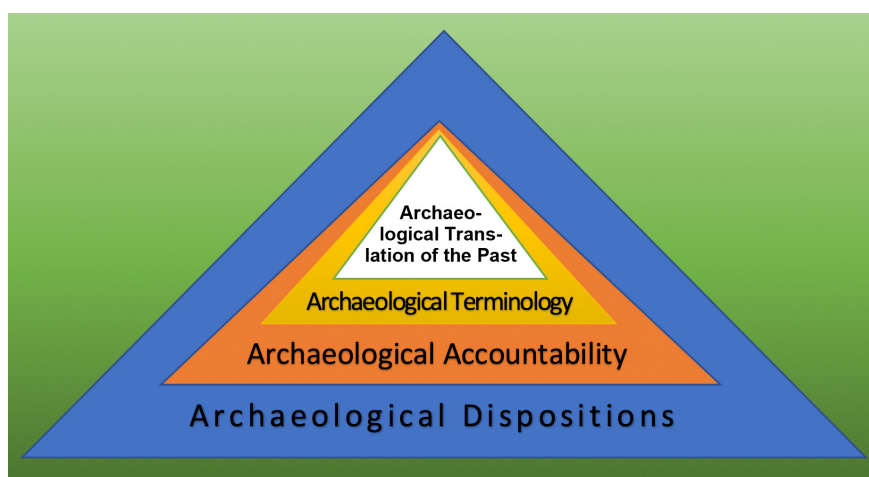 Archaeo-
logical Trans-
lation of the Past
Archaeological Terminology
Archaeological Accountability
Archaeological Dispositions